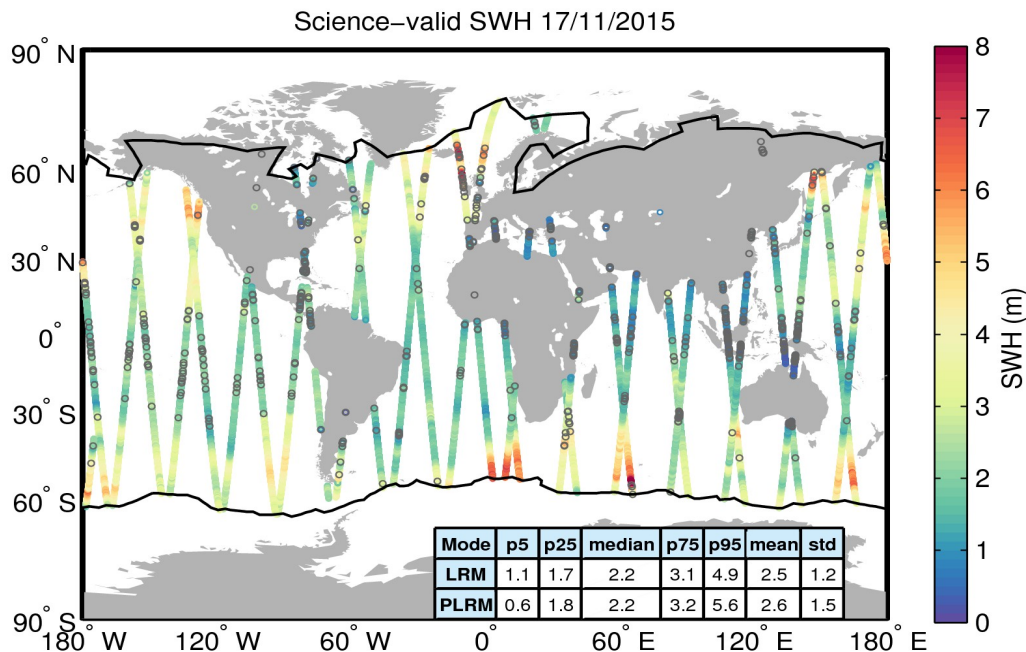 Science−valid SWH 17/11/2015
90° N
60° N
30° N
0°
30° S
60° S
90° S
180° W
120° W
60° W
0°
60° E
120° E
180° E
Mode p5 p25 median p75 p95 mean std
LRM 1.1 1.7 2.2 3.1 4.9 2.5 1.2
PLRM 0.6 1.8 2.2 3.2 5.6 2.6 1.5
8
7
6
5
4
3
2
1
0
SWH (m)